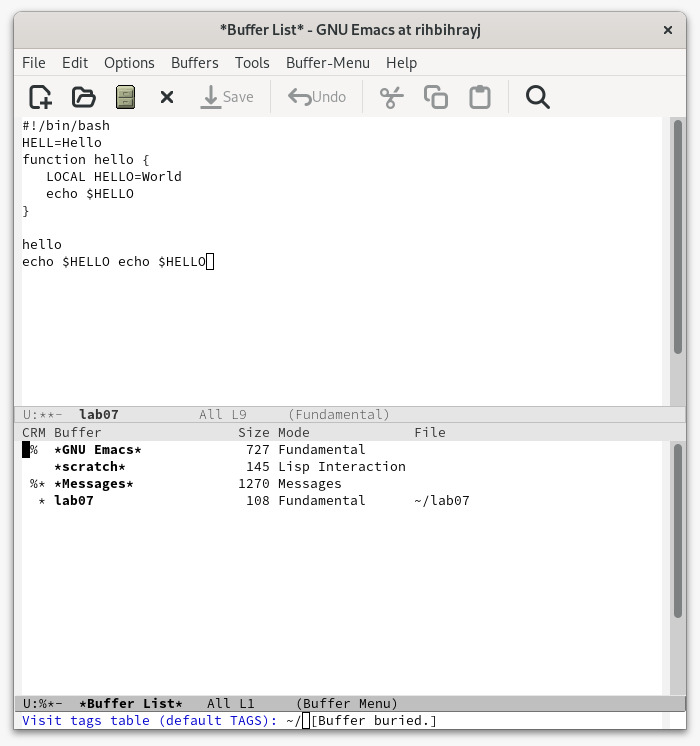 *Buffer List* - GNU Emacs at rihbihrayj ×
File Edit Options Buffers Tools Buffer-Menu Help
Save Undo
#!/bin/bash
HELL=Hello
function hello {
   LOCAL HELLO=World
   echo $HELLO
}
hello
echo $HELLO echo $HELLO
U:**-  lab07          All L9     (Fundamental)
CRM Buffer                 Size Mode             File
 %  *GNU Emacs*             727 Fundamental
    *scratch*               145 Lisp Interaction
 %* *Messages*             1270 Messages
  * lab07                   108 Fundamental      ~/lab07
U:%*-  *Buffer List*   All L1     (Buffer Menu)
Visit tags table (default TAGS): ~/ [Buffer buried.]